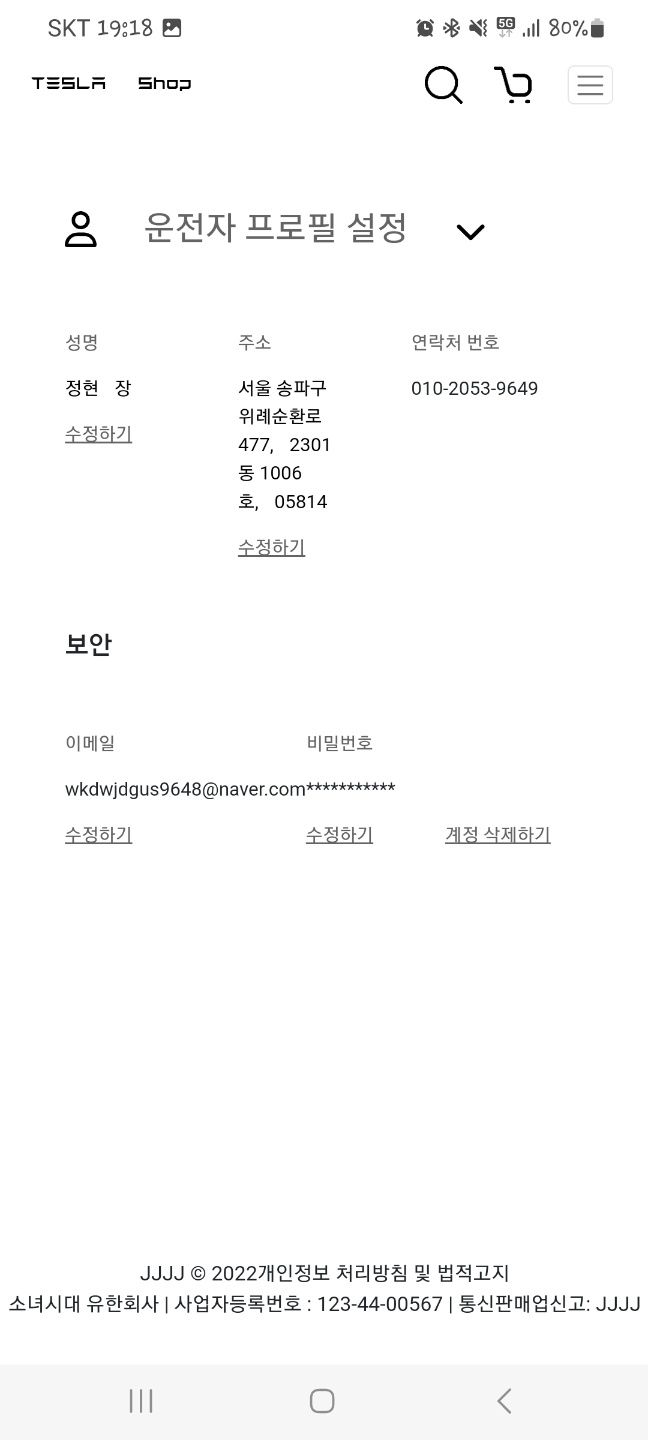 SKT 19:18 5G 80%
TESLA Shop
운전자 프로필 설정
성명
정현 장
수정하기
주소
서울 송파구
위례순환로
477, 2301
동 1006
호, 05814
수정하기
연락처 번호
010-2053-9649
보안
이메일
wkdwjdgus9648@naver.com
수정하기
비밀번호
***********
수정하기
계정 삭제하기
JJJJ © 2022개인정보 처리방침 및 법적고지
소녀시대 유한회사 | 사업자등록번호 : 123-44-00567 | 통신판매업신고: JJJJ